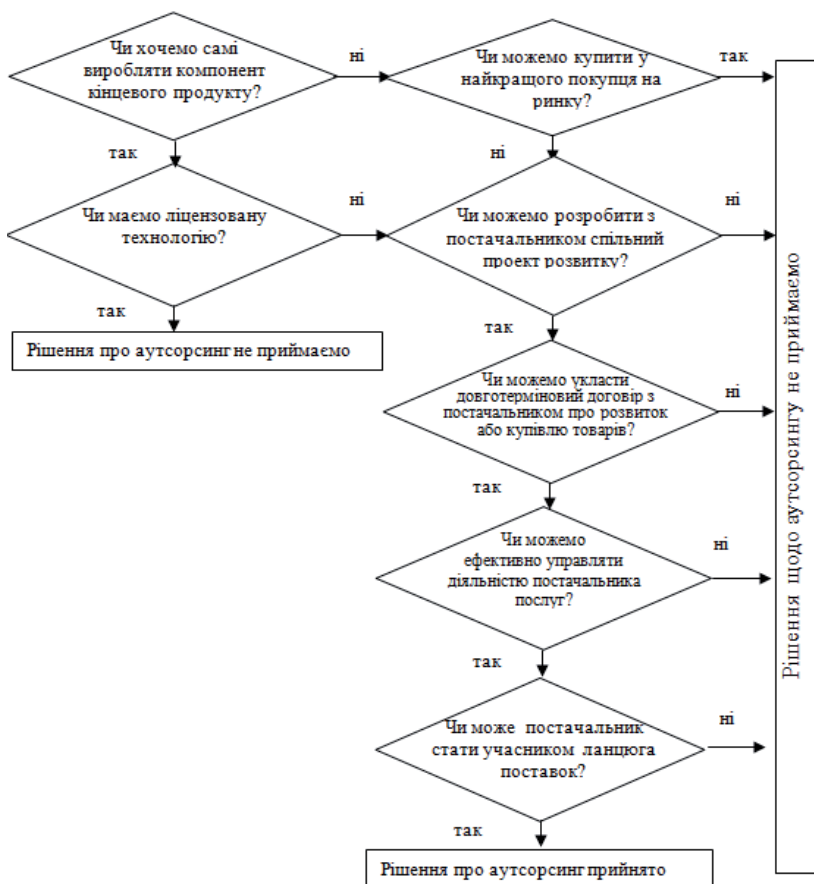 Чи хочемо самі
виробляти компонент
кінцевого продукту?
ні
Чи можемо купити у
найкращого покупця на
ринку?
так
так
ні
Чи маємо ліцензовану
технологію?
ні
Чи можемо розробити з
постачальником спільний
проект розвитку?
ні
так
Рішення про аутсорсинг не приймаємо
так
Чи можемо укласти
довготерміновий договір з
постачальником про розвиток
або купівлю товарів?
ні
так
Чи можемо
ефективно управляти
діяльністю постачальника
послуг?
ні
так
Чи може постачальник
стати учасником ланцюга
поставок?
ні
так
Рішення про аутсорсинг прийнято
Рішення щодо аутсорсингу не приймаємо